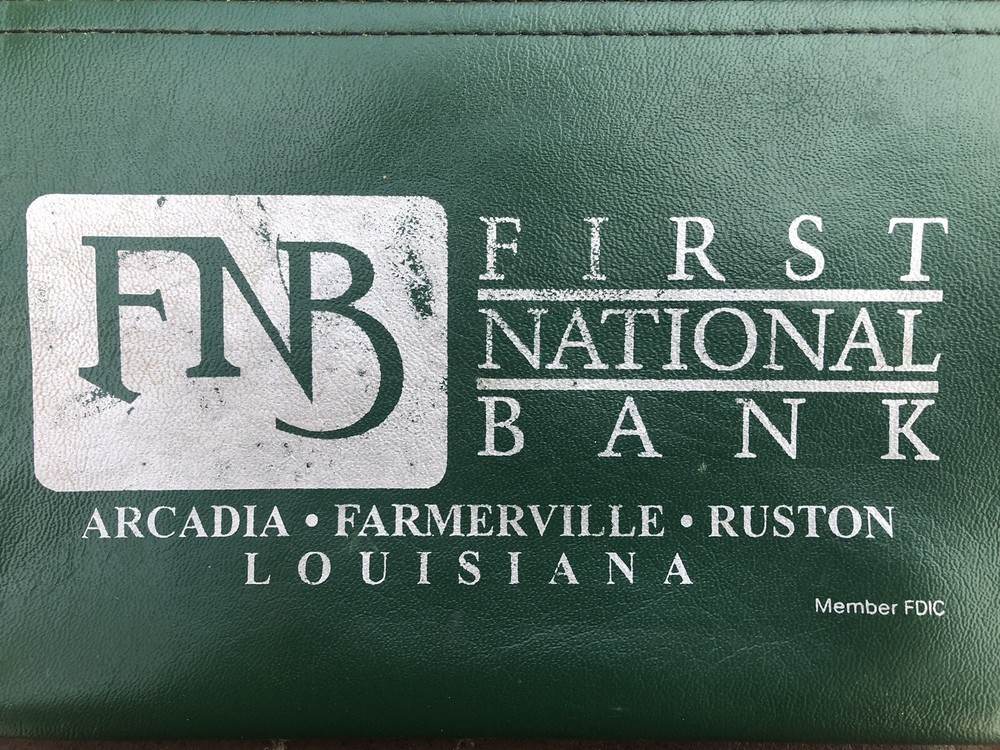 FNB
FIRST
NATIONAL
BANK
ARCADIA • FARMERVILLE • RUSTON
LOUISIANA
Member FDIC